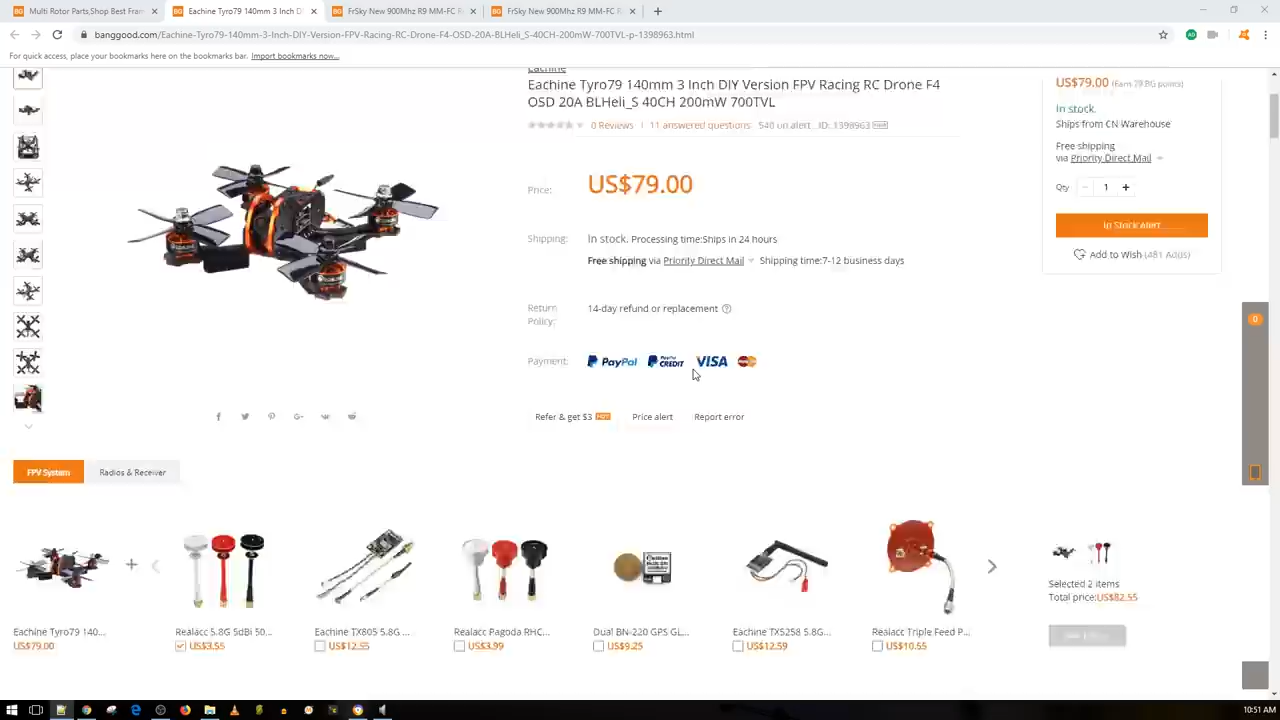 Multi Rotor Parts,Shop Best Fram
Eachine Tyro79 140mm 3 Inch D
FrSky New 900Mhz R9 MM-FC R
FrSky New 900Mhz R9 MM-FC R
banggood.com/Eachine-Tyro79-140mm-3-Inch-DIY-Version-FPV-Racing-RC-Drone-F4-OSD-20A-BLHeli_S-40CH-200mW-700TVL-p-1398963.html
For quick access, place your bookmarks here on the bookmarks bar. Import bookmarks now...
Eachine
Eachine Tyro79 140mm 3 Inch DIY Version FPV Racing RC Drone F4
OSD 20A BLHeli_S 40CH 200mW 700TVL
0 Reviews | 11 answered questions 540 on alert ID: 1398963
Price: US$79.00
Shipping: In stock. Processing time:Ships in 24 hours
Free shipping via Priority Direct Mail Shipping time:7-12 business days
Return
Policy: 14-day refund or replacement
Payment: PayPal PayPal CREDIT VISA
Refer & get $3 HOT Price alert Report error
US$79.00
In stock.
Ships from CN Warehouse
Free shipping
via Priority Direct Mail
Qty - 1 +
In Stock Alert
Add to Wish (481 Adds)
0
FPV System Radios & Receiver
Eachine Tyro79 140...
US$79.00
Realacc 5.8G 5dBi 50...
US$3.55
Eachine TX805 5.8G ...
US$12.55
Realacc Pagoda RHC...
US$3.99
Dual BN-220 GPS GL...
US$9.25
Eachine TX5258 5.8G...
US$12.59
Realacc Triple Feed P...
US$10.55
Selected 2 items
Total price:US$82.55
10:51 AM